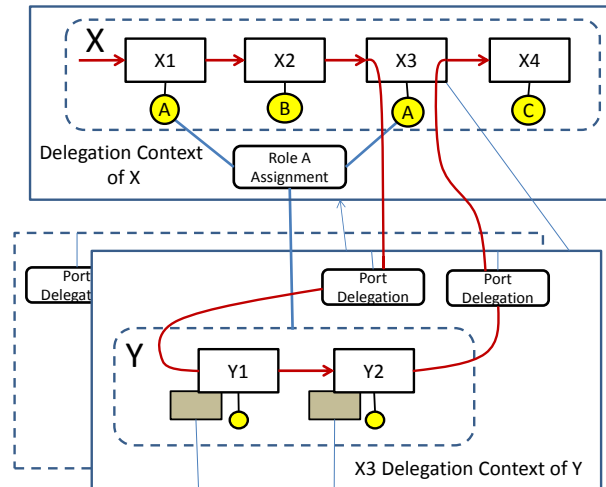 X
X1
X2
X3
X4
A
B
A
C
Delegation Context
of X
Role A
Assignment
Port
Delegat
Port
Delegation
Port
Delegation
Y
Y1
Y2
X3 Delegation Context of Y